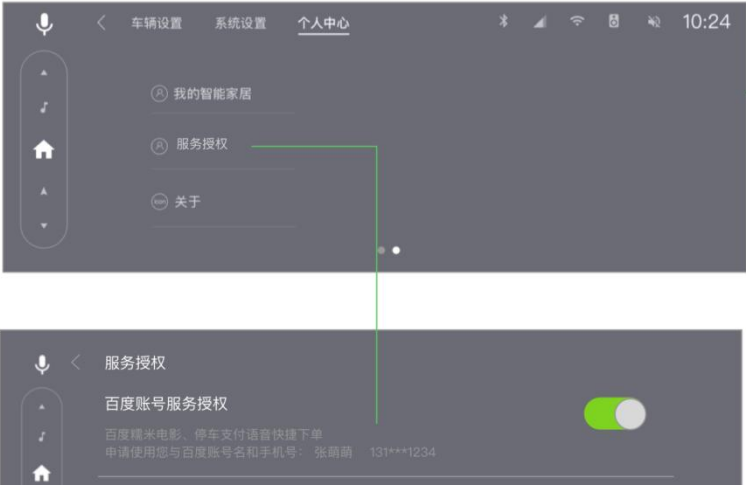 车辆设置 系统设置 个人中心 10:24
我的智能家居
服务授权
关于
服务授权
百度账号服务授权
百度糯米电影、停车支付语音快捷下单
申请使用您与百度账号名和手机号： 张萌萌 131***1234